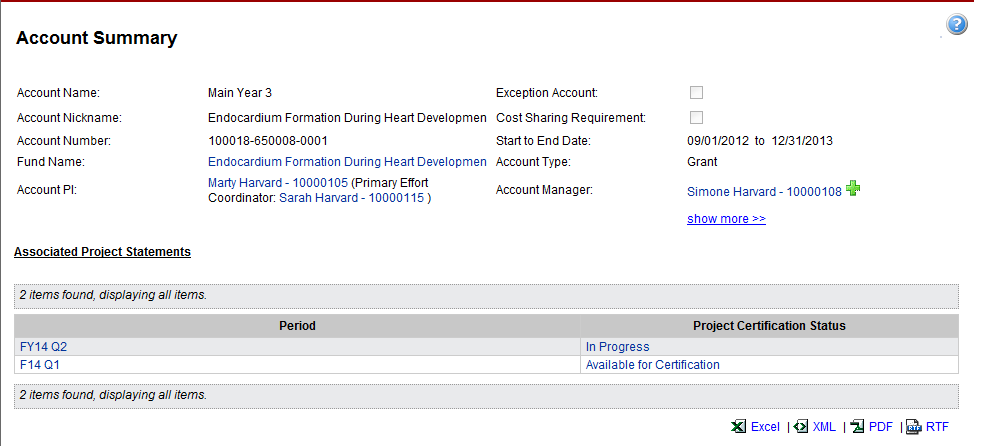 Account Summary
Account Name: Main Year 3 Exception Account:
Account Nickname: Endocardium Formation During Heart Developmen Cost Sharing Requirement:
Account Number: 100018-650008-0001 Start to End Date: 09/01/2012 to 12/31/2013
Fund Name: Endocardium Formation During Heart Developmen Account Type: Grant
Account PI: Marty Harvard - 10000105 (Primary Effort
Coordinator: Sarah Harvard - 10000115 ) Account Manager: Simone Harvard - 10000108
show more >>
Associated Project Statements
2 items found, displaying all items.
Period Project Certification Status
FY14 Q2 In Progress
F14 Q1 Available for Certification
2 items found, displaying all items.
Excel | XML | PDF | RTF